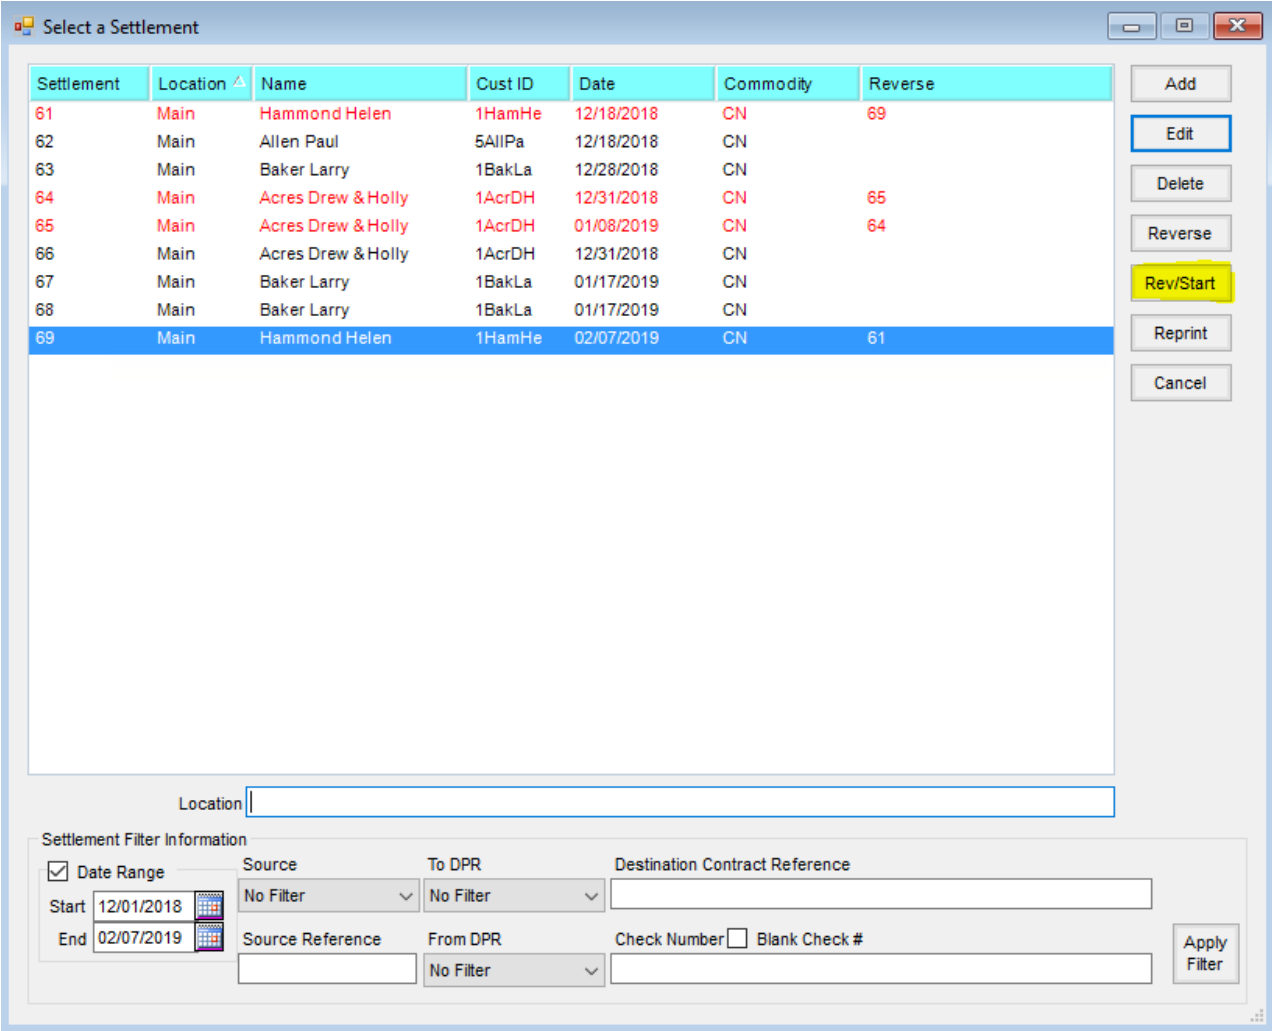 Select a Settlement
Settlement Location Name Cust ID Date Commodity Reverse
61 Main Hammond Helen 1HamHe 12/18/2018 CN 69
62 Main Allen Paul 5AllPa 12/18/2018 CN
63 Main Baker Larry 1BakLa 12/28/2018 CN
64 Main Acres Drew & Holly 1AcrDH 12/31/2018 CN 65
65 Main Acres Drew & Holly 1AcrDH 01/08/2019 CN 64
66 Main Acres Drew & Holly 1AcrDH 12/31/2018 CN
67 Main Baker Larry 1BakLa 01/17/2019 CN
68 Main Baker Larry 1BakLa 01/17/2019 CN
69 Main Hammond Helen 1HamHe 02/07/2019 CN 61
Add
Edit
Delete
Reverse
Rev/Start
Reprint
Cancel
Location
Settlement Filter Information
Date Range Source To DPR Destination Contract Reference
Start 12/01/2018 No Filter No Filter
End 02/07/2019 Source Reference From DPR Check Number Blank Check #
No Filter
Apply
Filter